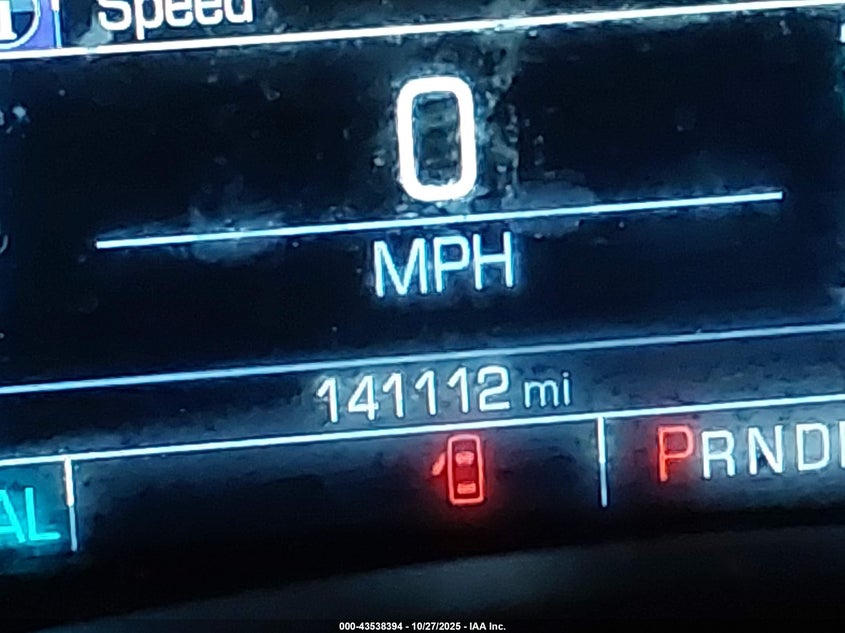 Speed
0
MPH
141112 mi
AL
PRND
000-43538394 - 10/27/2025 - IAA Inc.